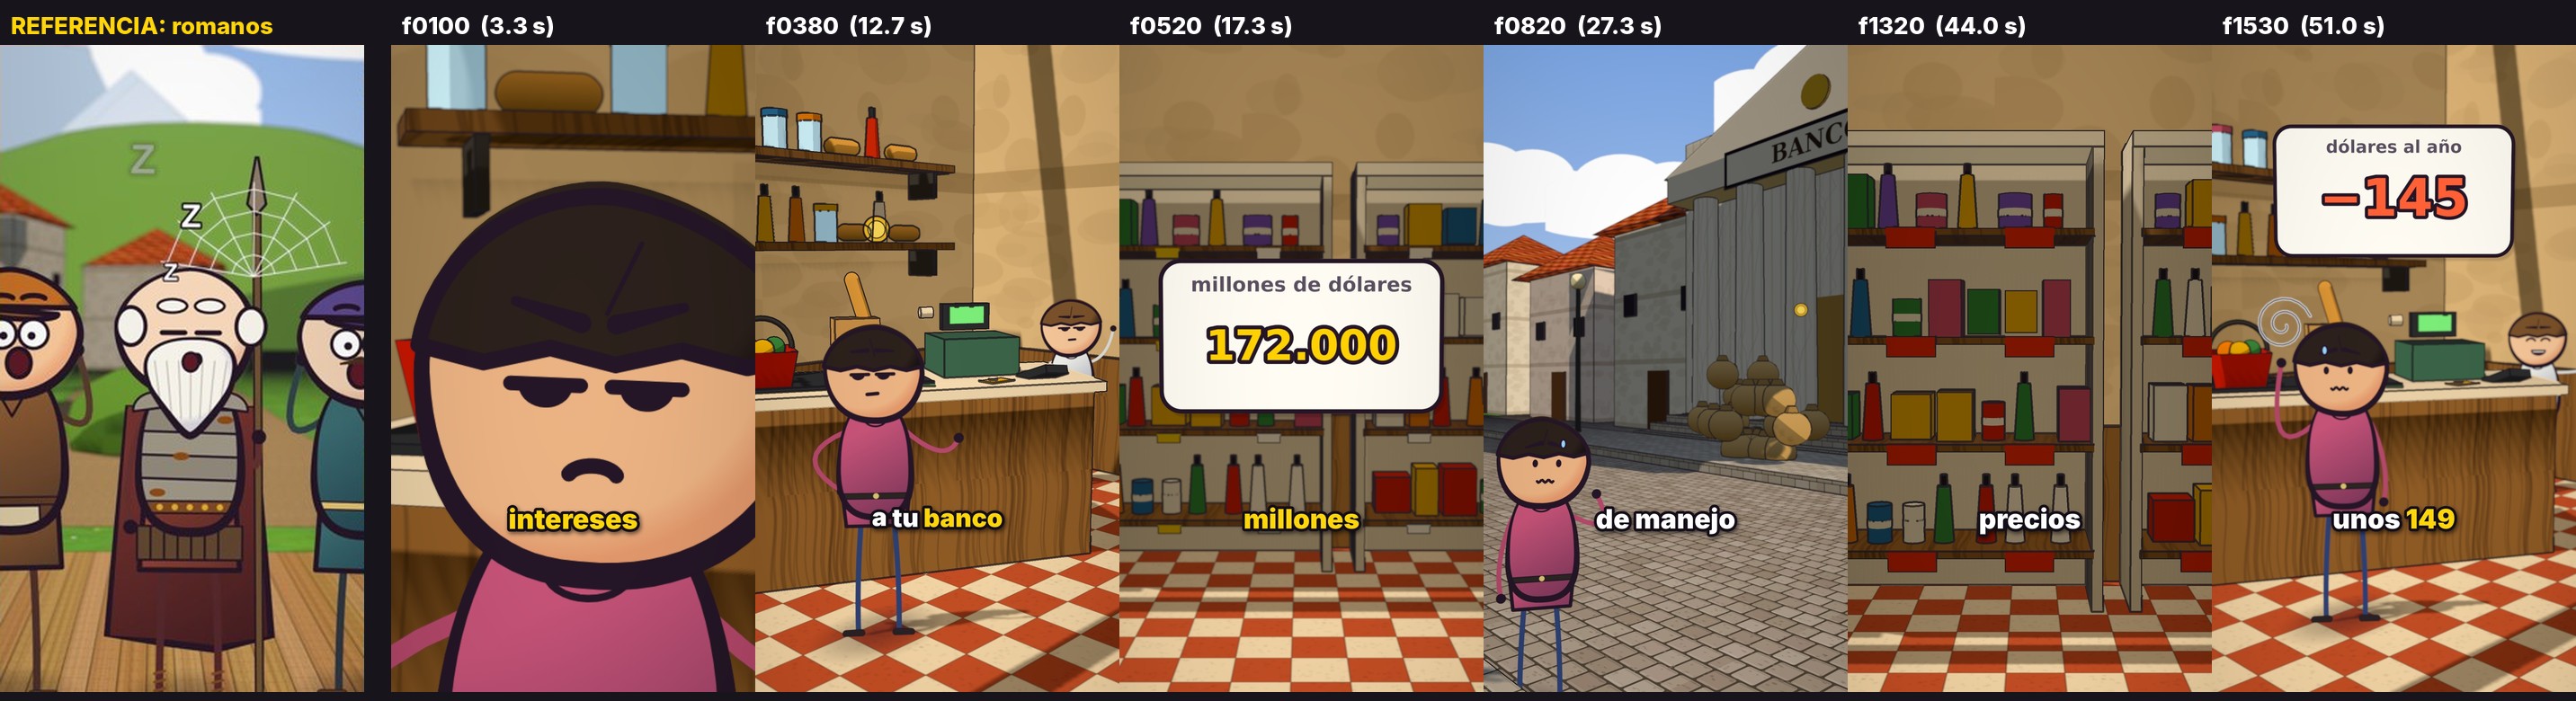 REFERENCIA: romanos
Z
Z
Z
f0100 (3.3 s)
intereses
f0380 (12.7 s)
a tu banco
f0520 (17.3 s)
millones de dólares
172.000
millones
f0820 (27.3 s)
BANCO
de manejo
f1320 (44.0 s)
precios
f1530 (51.0 s)
dólares al año
−145
unos 149